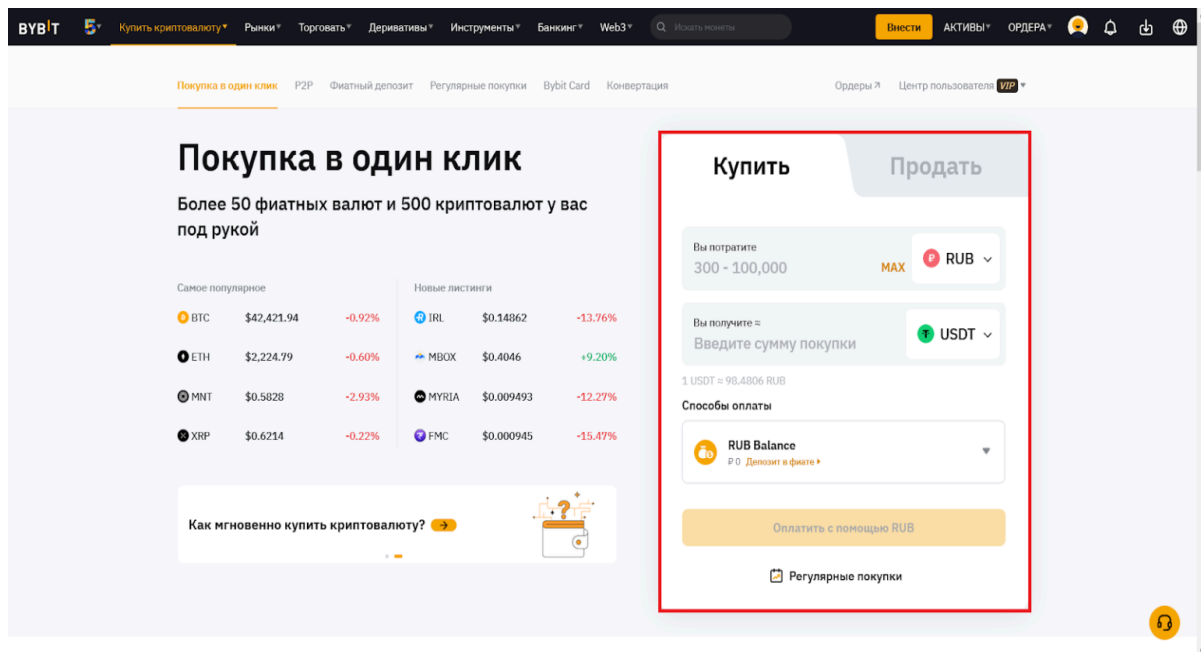 BYBIT
Купить криптовалюту Рынки Торговать Деривативы Инструменты Банкинг Web3 Искать монеты Внести АКТИВЫ ОРДЕРА
Покупка в один клик P2P Фиатный депозит Регулярные покупки Bybit Card Конвертация Ордеры Центр пользователя VIP
Покупка в один клик
Более 50 фиатных валют и 500 криптовалют у вас
под рукой
Самое популярное Новые листинги
BTC $42,421.94 -0.92% IRL $0.14862 -13.76%
ETH $2,224.79 -0.60% MBOX $0.4046 +9.20%
MNT $0.5828 -2.93% MYRIA $0.009493 -12.27%
XRP $0.6214 -0.22% FMC $0.000945 -15.47%
Как мгновенно купить криптовалюту?
Купить Продать
Вы потратите
300 - 100,000 MAX RUB
Вы получите ≈
Введите сумму покупки USDT
1 USDT ≈ 98.4806 RUB
Способы оплаты
RUB Balance
₽ 0 Депозит в фиате
Оплатить с помощью RUB
Регулярные покупки